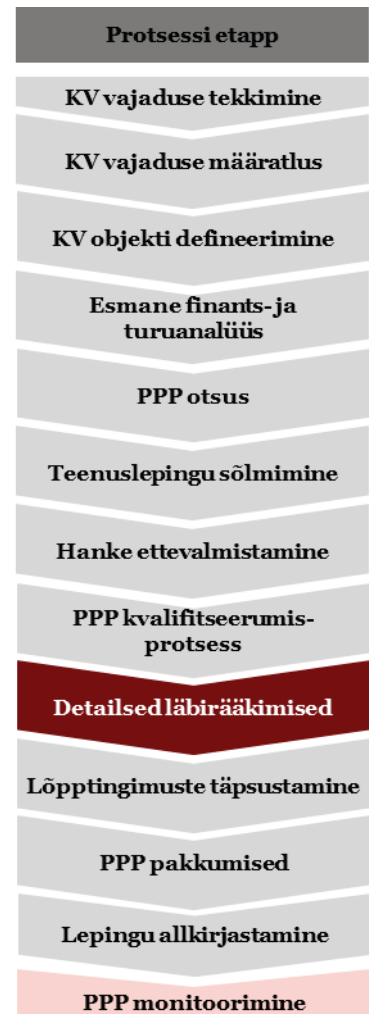 Protsessi etapp
KV vajaduse tekkimine
KV vajaduse määratlus
KV objekti defineerimine
Esmane finants- ja
turuanalüüs
PPP otsus
Teenuslepingu sõlmimine
Hanke ettevalmistamine
PPP kvalifitseerumis-
protsess
Detailsed läbirääkimised
Lõpptingimuste täpsustamine
PPP pakkumised
Lepingu allkirjastamine
PPP monitoorimine